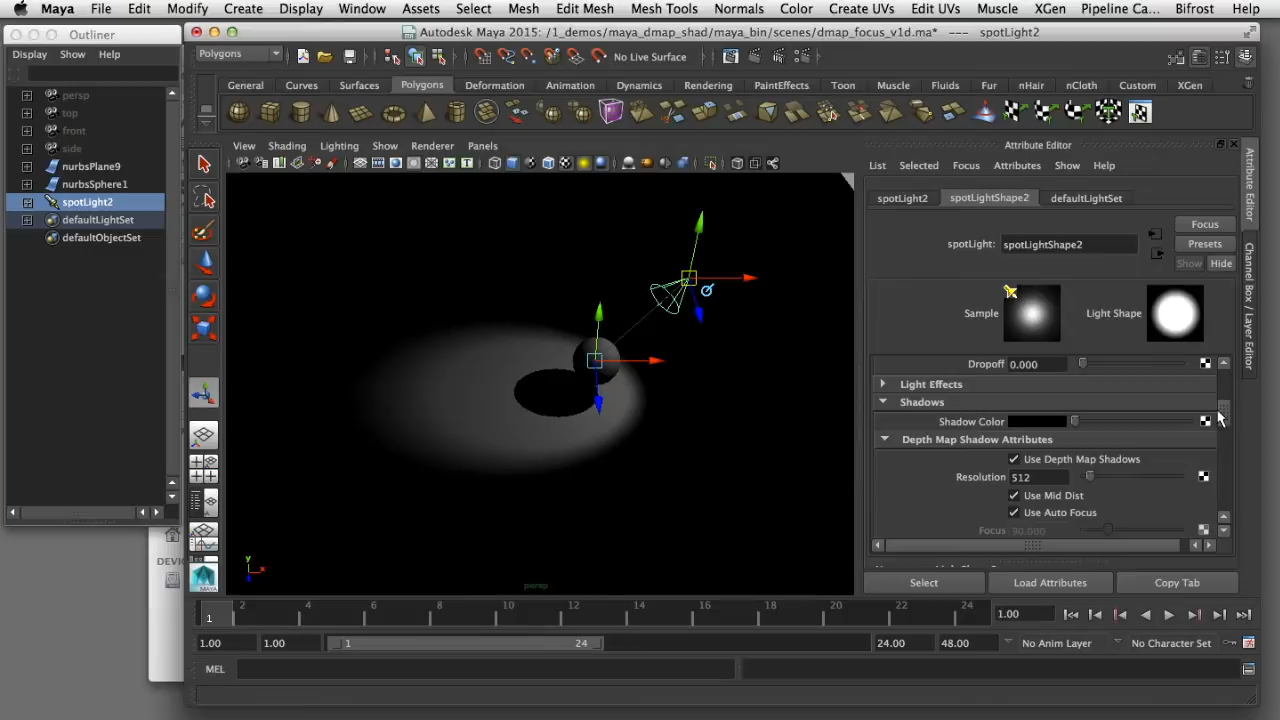 Maya File Edit Modify Create Display Window Assets Select Mesh Edit Mesh Mesh Tools Normals Color Create UVs Edit UVs Muscle XGen Pipeline Ca... Bifrost Help
Outliner
Autodesk Maya 2015: /1_demos/maya_dmap_shad/maya_bin/scenes/dmap_focus_v1d.ma* --- spotLight2
Display Show Help
Polygons
No Live Surface
General Curves Surfaces Polygons Deformation Animation Dynamics Rendering PaintEffects Toon Muscle Fluids Fur nHair nCloth Custom XGen
persp
top
front
side
nurbsPlane9
nurbsSphere1
spotLight2
defaultLightSet
defaultObjectSet
View Shading Lighting Show Renderer Panels
Attribute Editor
List Selected Focus Attributes Show Help
spotLight2 spotLightShape2 defaultLightSet
spotLight: spotLightShape2
Focus
Presets
Show Hide
Sample Light Shape
Dropoff 0.000
Light Effects
Shadows
Shadow Color
Depth Map Shadow Attributes
Use Depth Map Shadows
Resolution 512
Use Mid Dist
Use Auto Focus
Focus 90.000
Select Load Attributes Copy Tab
Attribute Editor
Channel Box / Layer Editor
MAYA
DEVIC
y
x
persp
1 2 4 6 8 10 12 14 16 18 20 22 24 1.00
1.00 1.00 1 24 24.00 48.00 No Anim Layer No Character Set
MEL